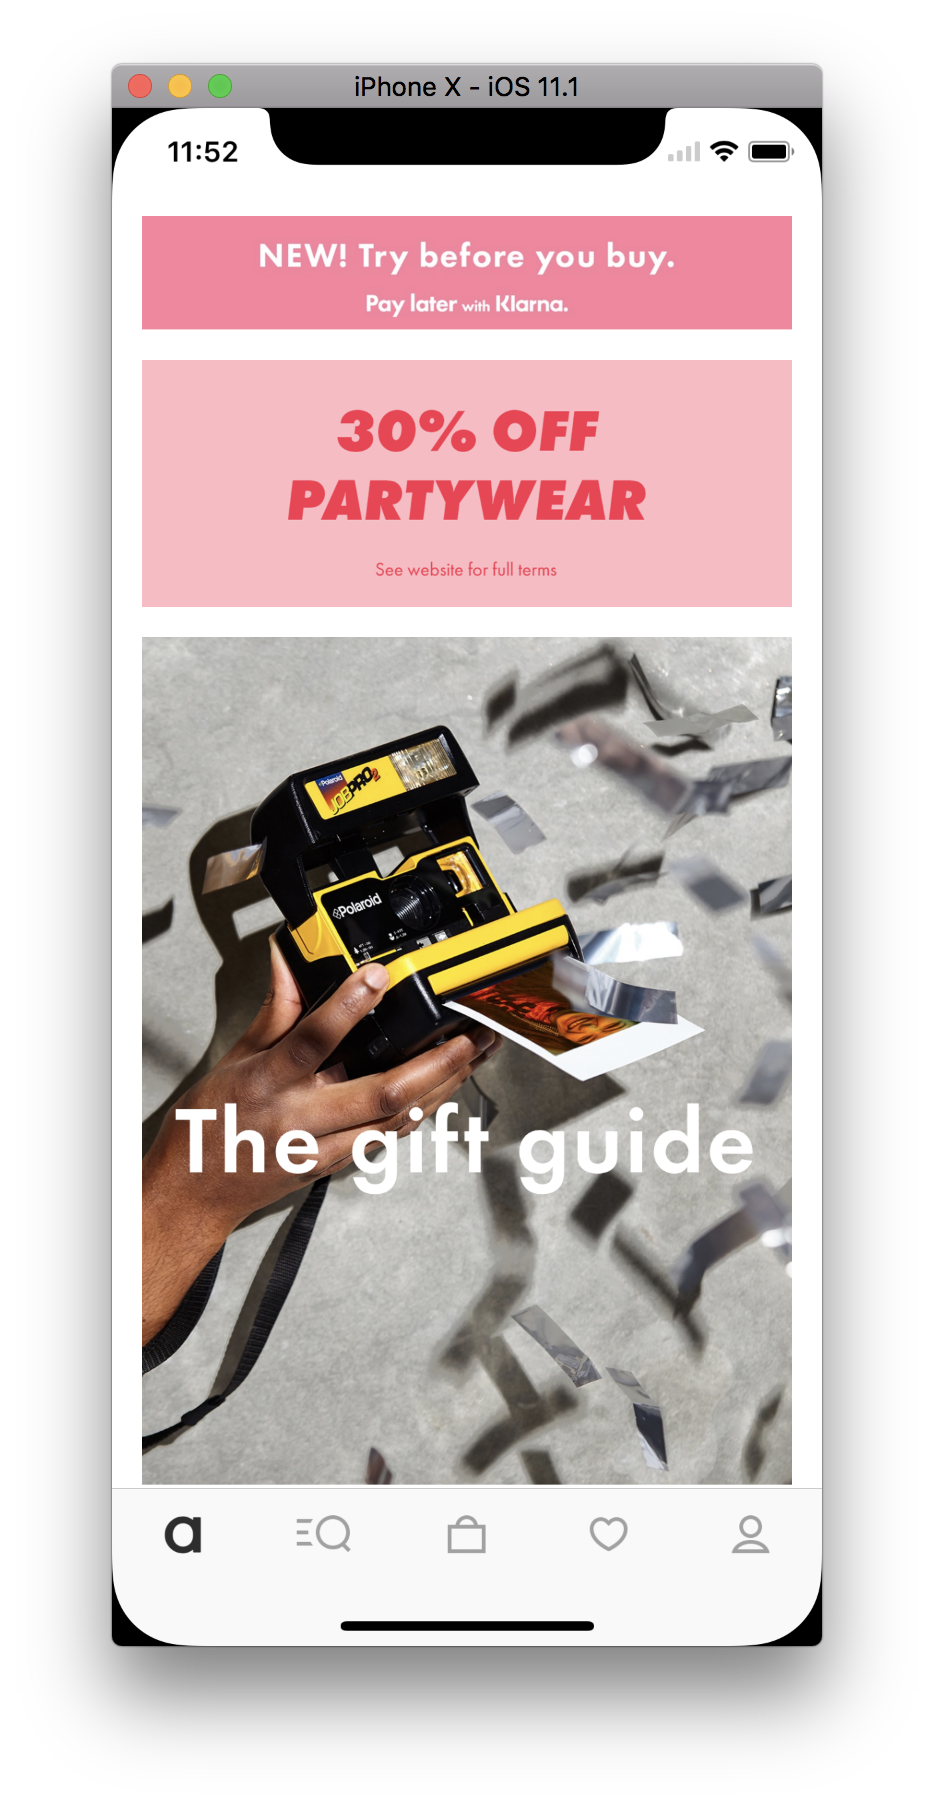 iPhone X - iOS 11.1
11:52
NEW! Try before you buy.
Pay later with Klarna.
30% OFF
PARTYWEAR
See website for full terms
Polaroid
JOBPRO2
Polaroid
The gift guide
a